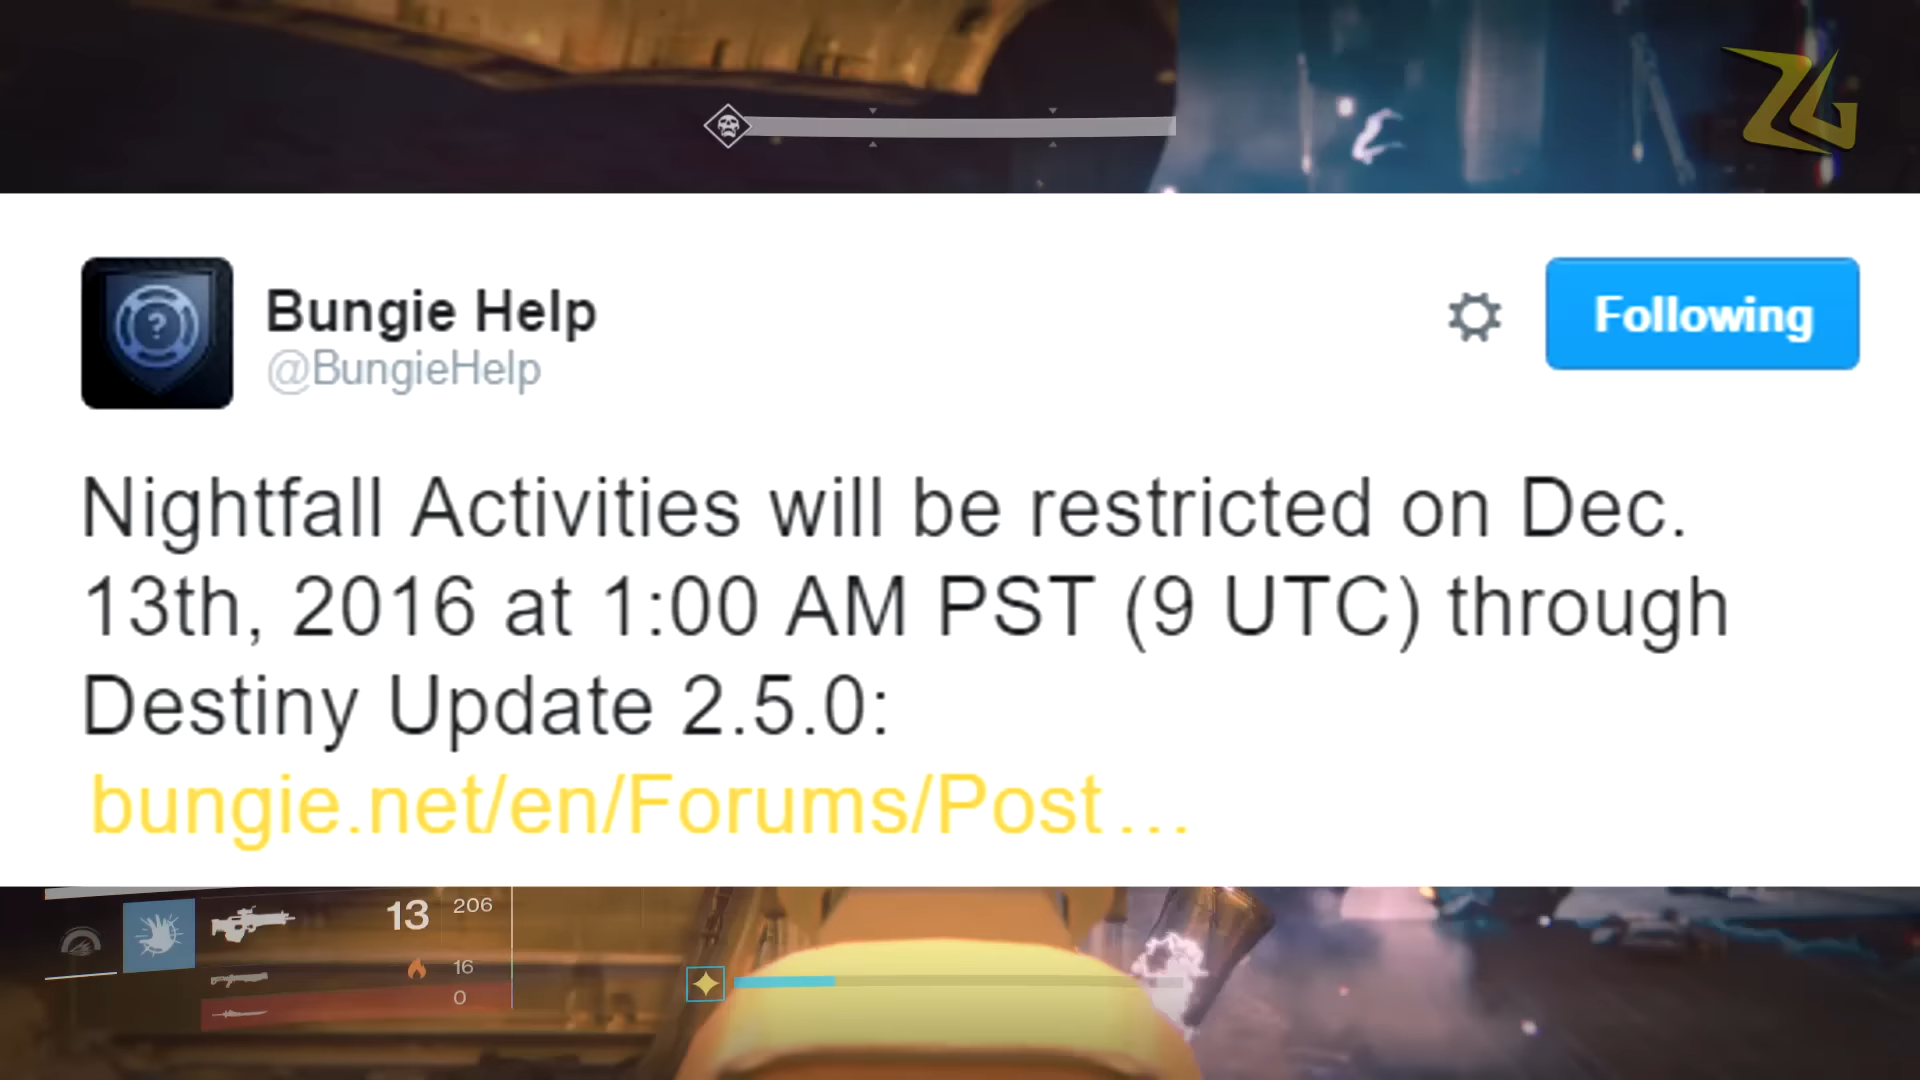 ZG
Bungie Help
@BungieHelp
Following
Nightfall Activities will be restricted on Dec.
13th, 2016 at 1:00 AM PST (9 UTC) through
Destiny Update 2.5.0:
bungie.net/en/Forums/Post…
?
13 206
16
0